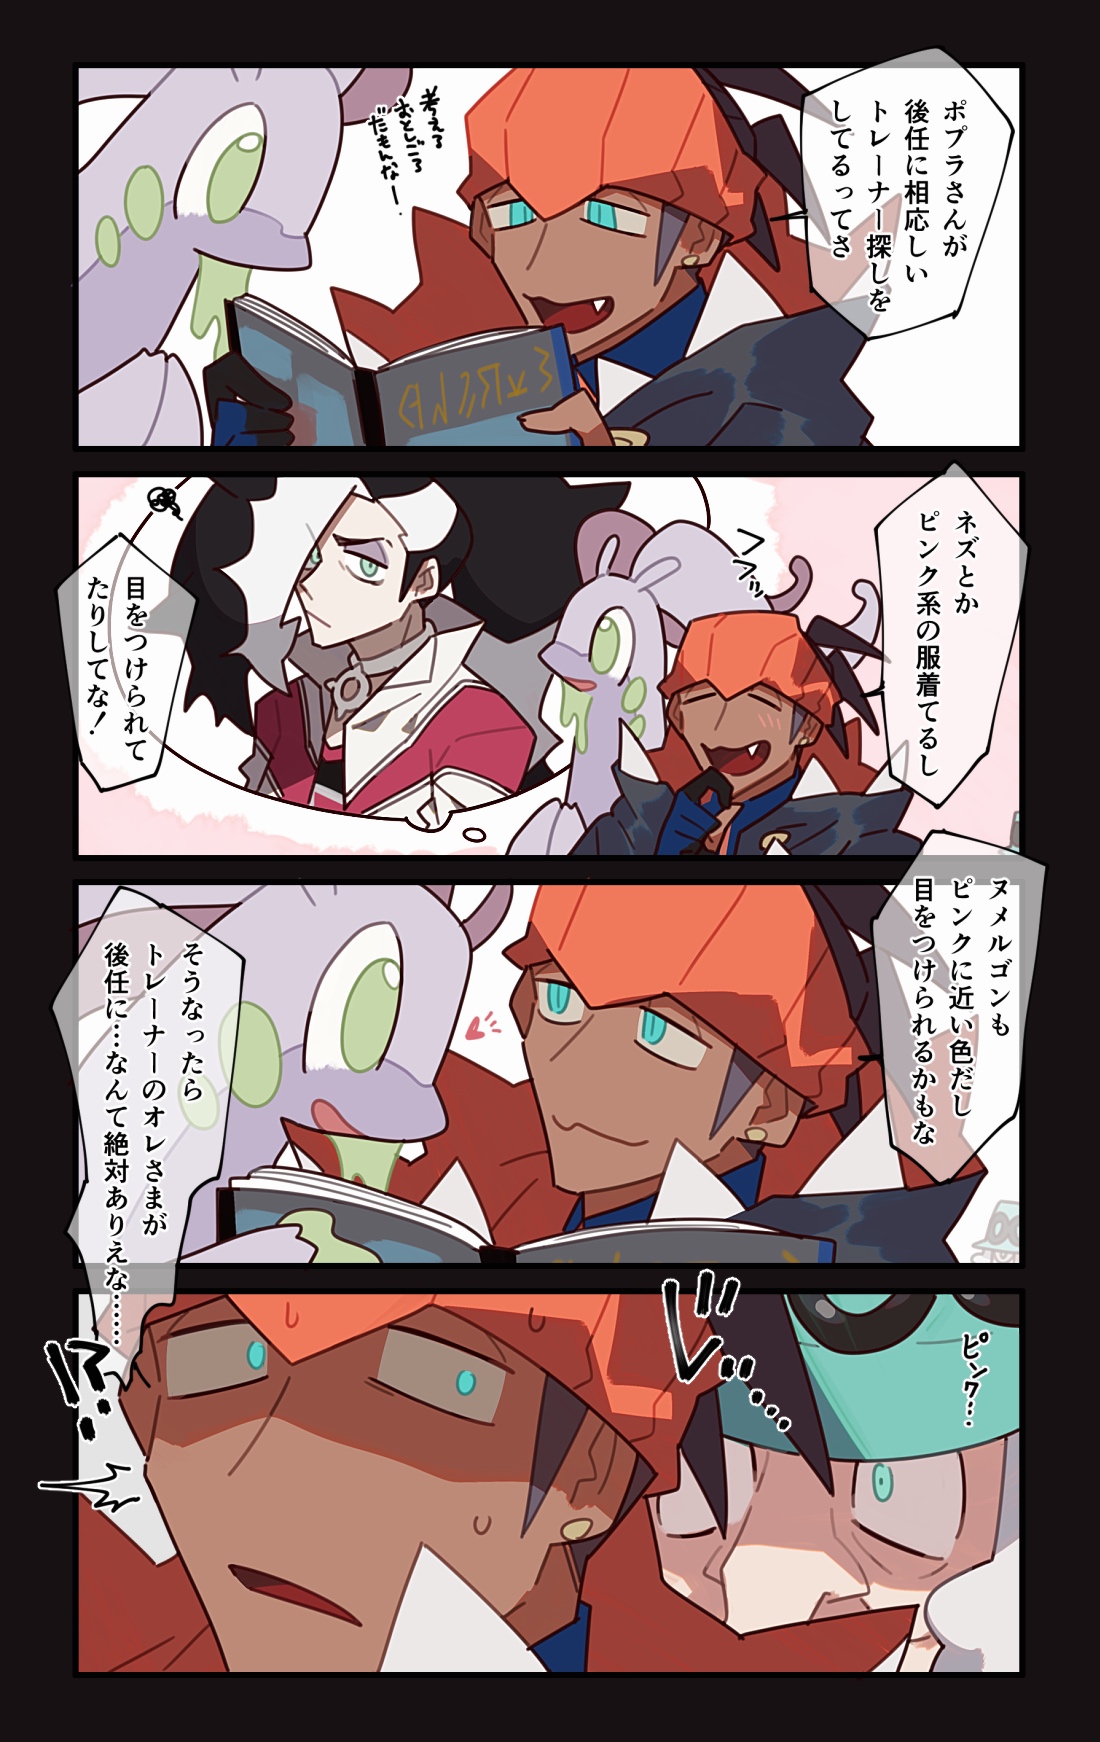 ポプラさんが
後任に相応しい
トレーナー探しを
してるってさ
考える
おとしごろ
だもんなー.
ネズとか
ピンク系の服着てるし
フフッ
目をつけられて
たりしてな!
ヌメルゴンも
ピンクに近い色だし
目をつけられるかもな
そうなったら
トレーナーのオレさまが
後任に…なんて絶対ありえな……
!?
ピンク…